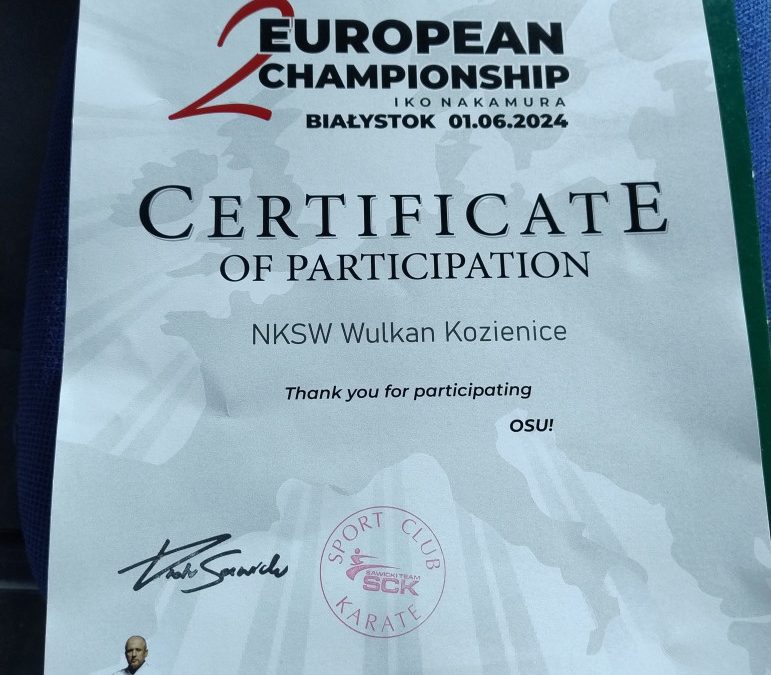 2 EUROPEAN
CHAMPIONSHIP
IKO NAKAMURA
BIAŁYSTOK 01.06.2024
CERTIFICATE
OF PARTICIPATION
NKSW Wulkan Kozienice
Thank you for participating
OSU!
SPORT CLUB
SAWICKI TEAM
SCK
KARATE